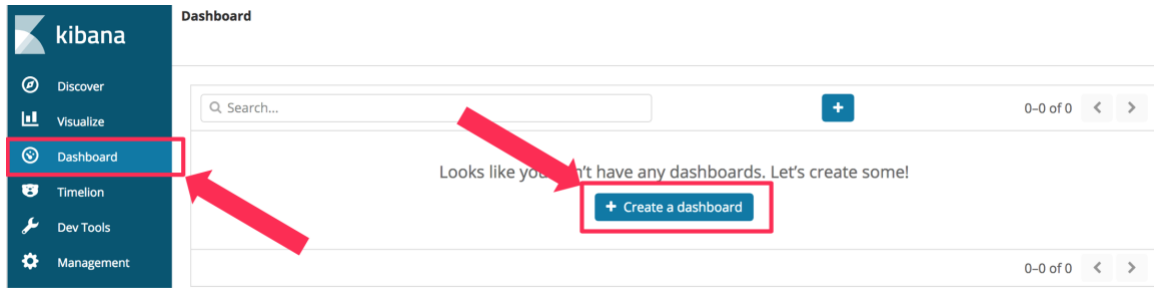 kibana
Discover
Visualize
Dashboard
Timelion
Dev Tools
Management
Dashboard
Search...
+
0–0 of 0 < >
Looks like you n't have any dashboards. Let's create some!
+ Create a dashboard
0–0 of 0 < >